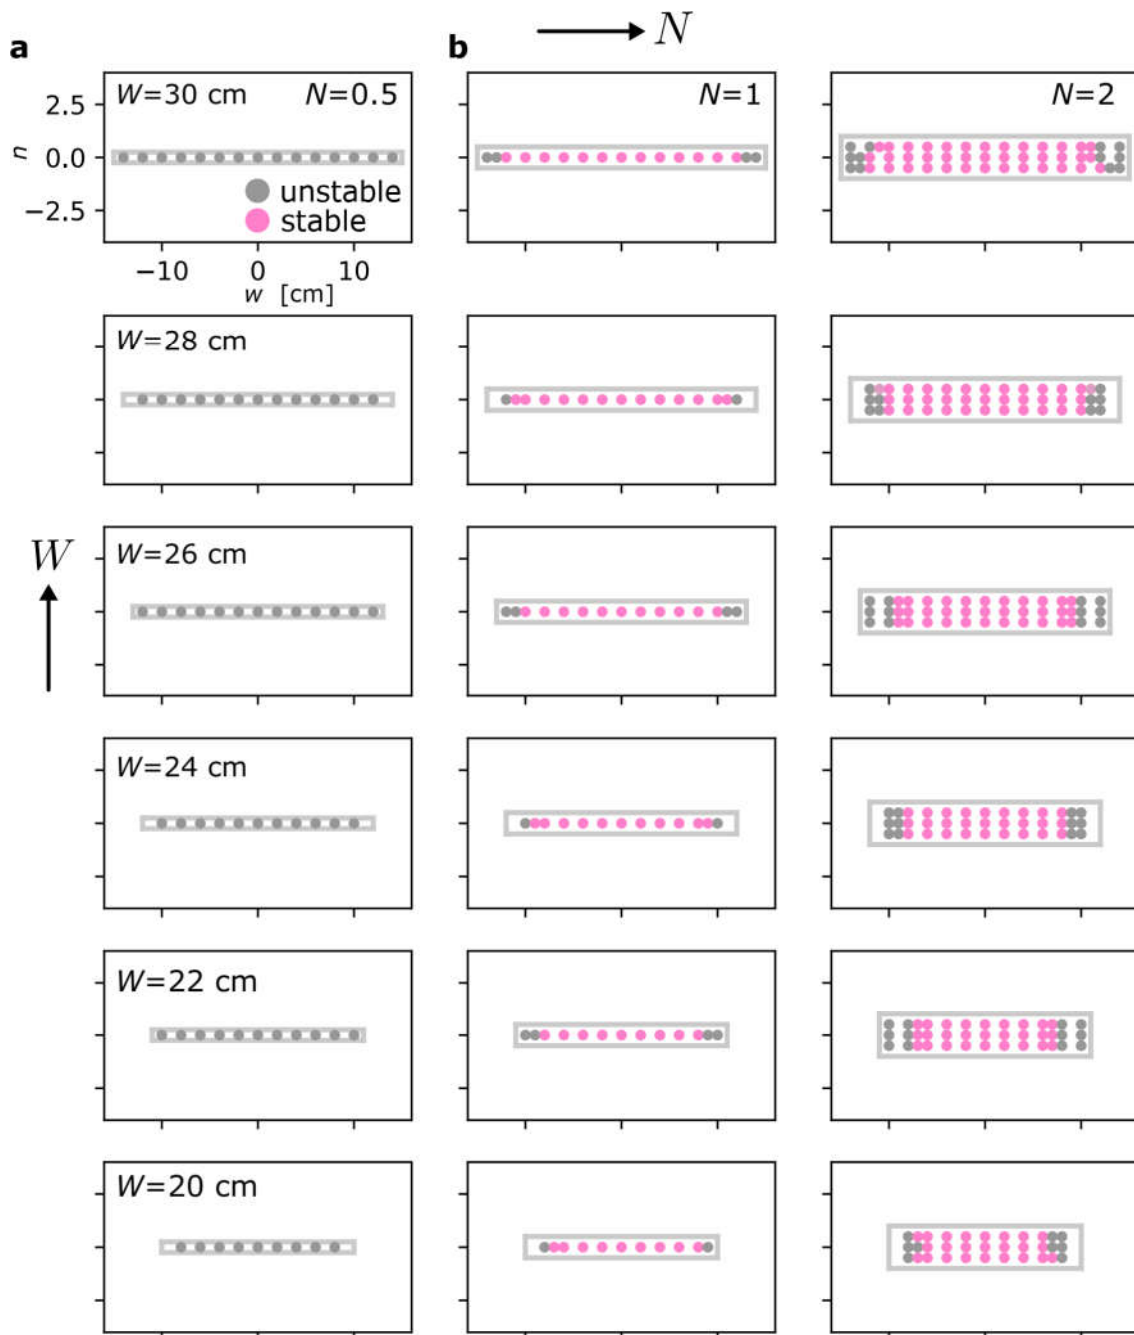 a
b
N
W=30 cm
N=0.5
N=1
N=2
2.5
n
0.0
−2.5
unstable
stable
−10
0
10
w [cm]
W=28 cm
W
W=26 cm
W=24 cm
W=22 cm
W=20 cm